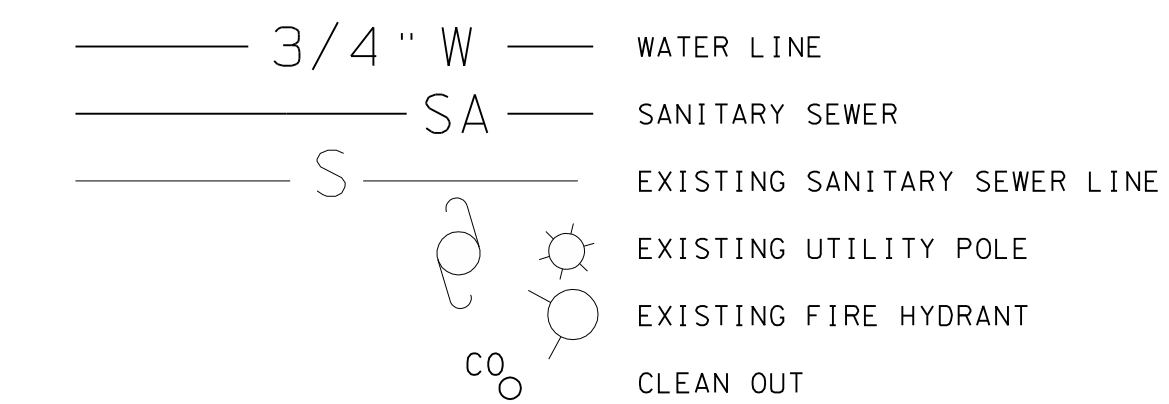 3/4" W WATER LINE
SA SANITARY SEWER
S EXISTING SANITARY SEWER LINE
EXISTING UTILITY POLE
EXISTING FIRE HYDRANT
CO CLEAN OUT